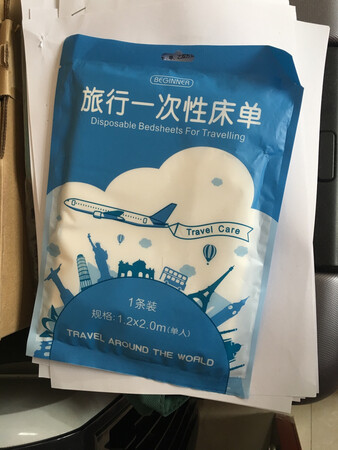 BEGINNER
旅行一次性床单
Disposable Bedsheets For Travelling
Travel Care
1条装
规格:1.2x2.0m(单人)
TRAVEL AROUND THE WORLD